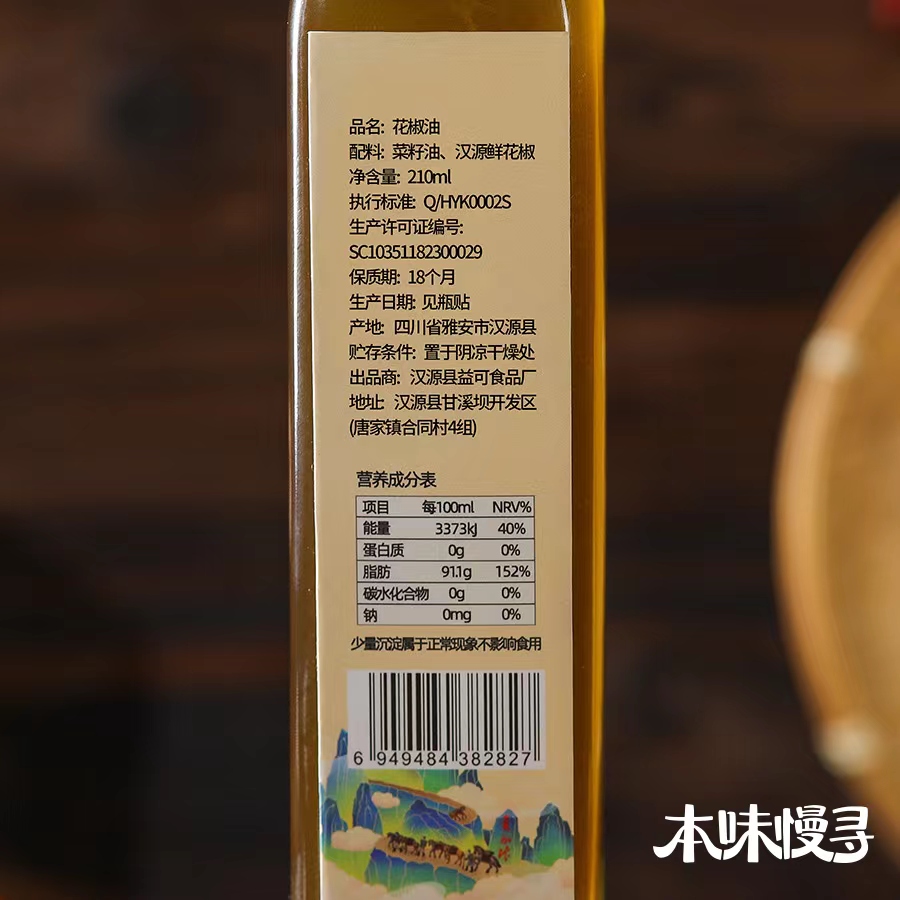 品名: 花椒油
配料: 菜籽油、汉源鲜花椒
净含量: 210ml
执行标准: Q/HYK0002S
生产许可证编号:
SC10351182300029
保质期: 18个月
生产日期: 见瓶贴
产地: 四川省雅安市汉源县
贮存条件: 置于阴凉干燥处
出品商: 汉源县益可食品厂
地址 汉源县甘溪坝开发区
(唐家镇合同村4组)
营养成分表
项目 每100ml NRV%
能量 3373kJ 40%
蛋白质 0g 0%
脂肪 91.1g 152%
碳水化合物 0g 0%
钠 0mg 0%
少量沉淀属于正常现象不影响食用
6 949484 382827
本味慢寻